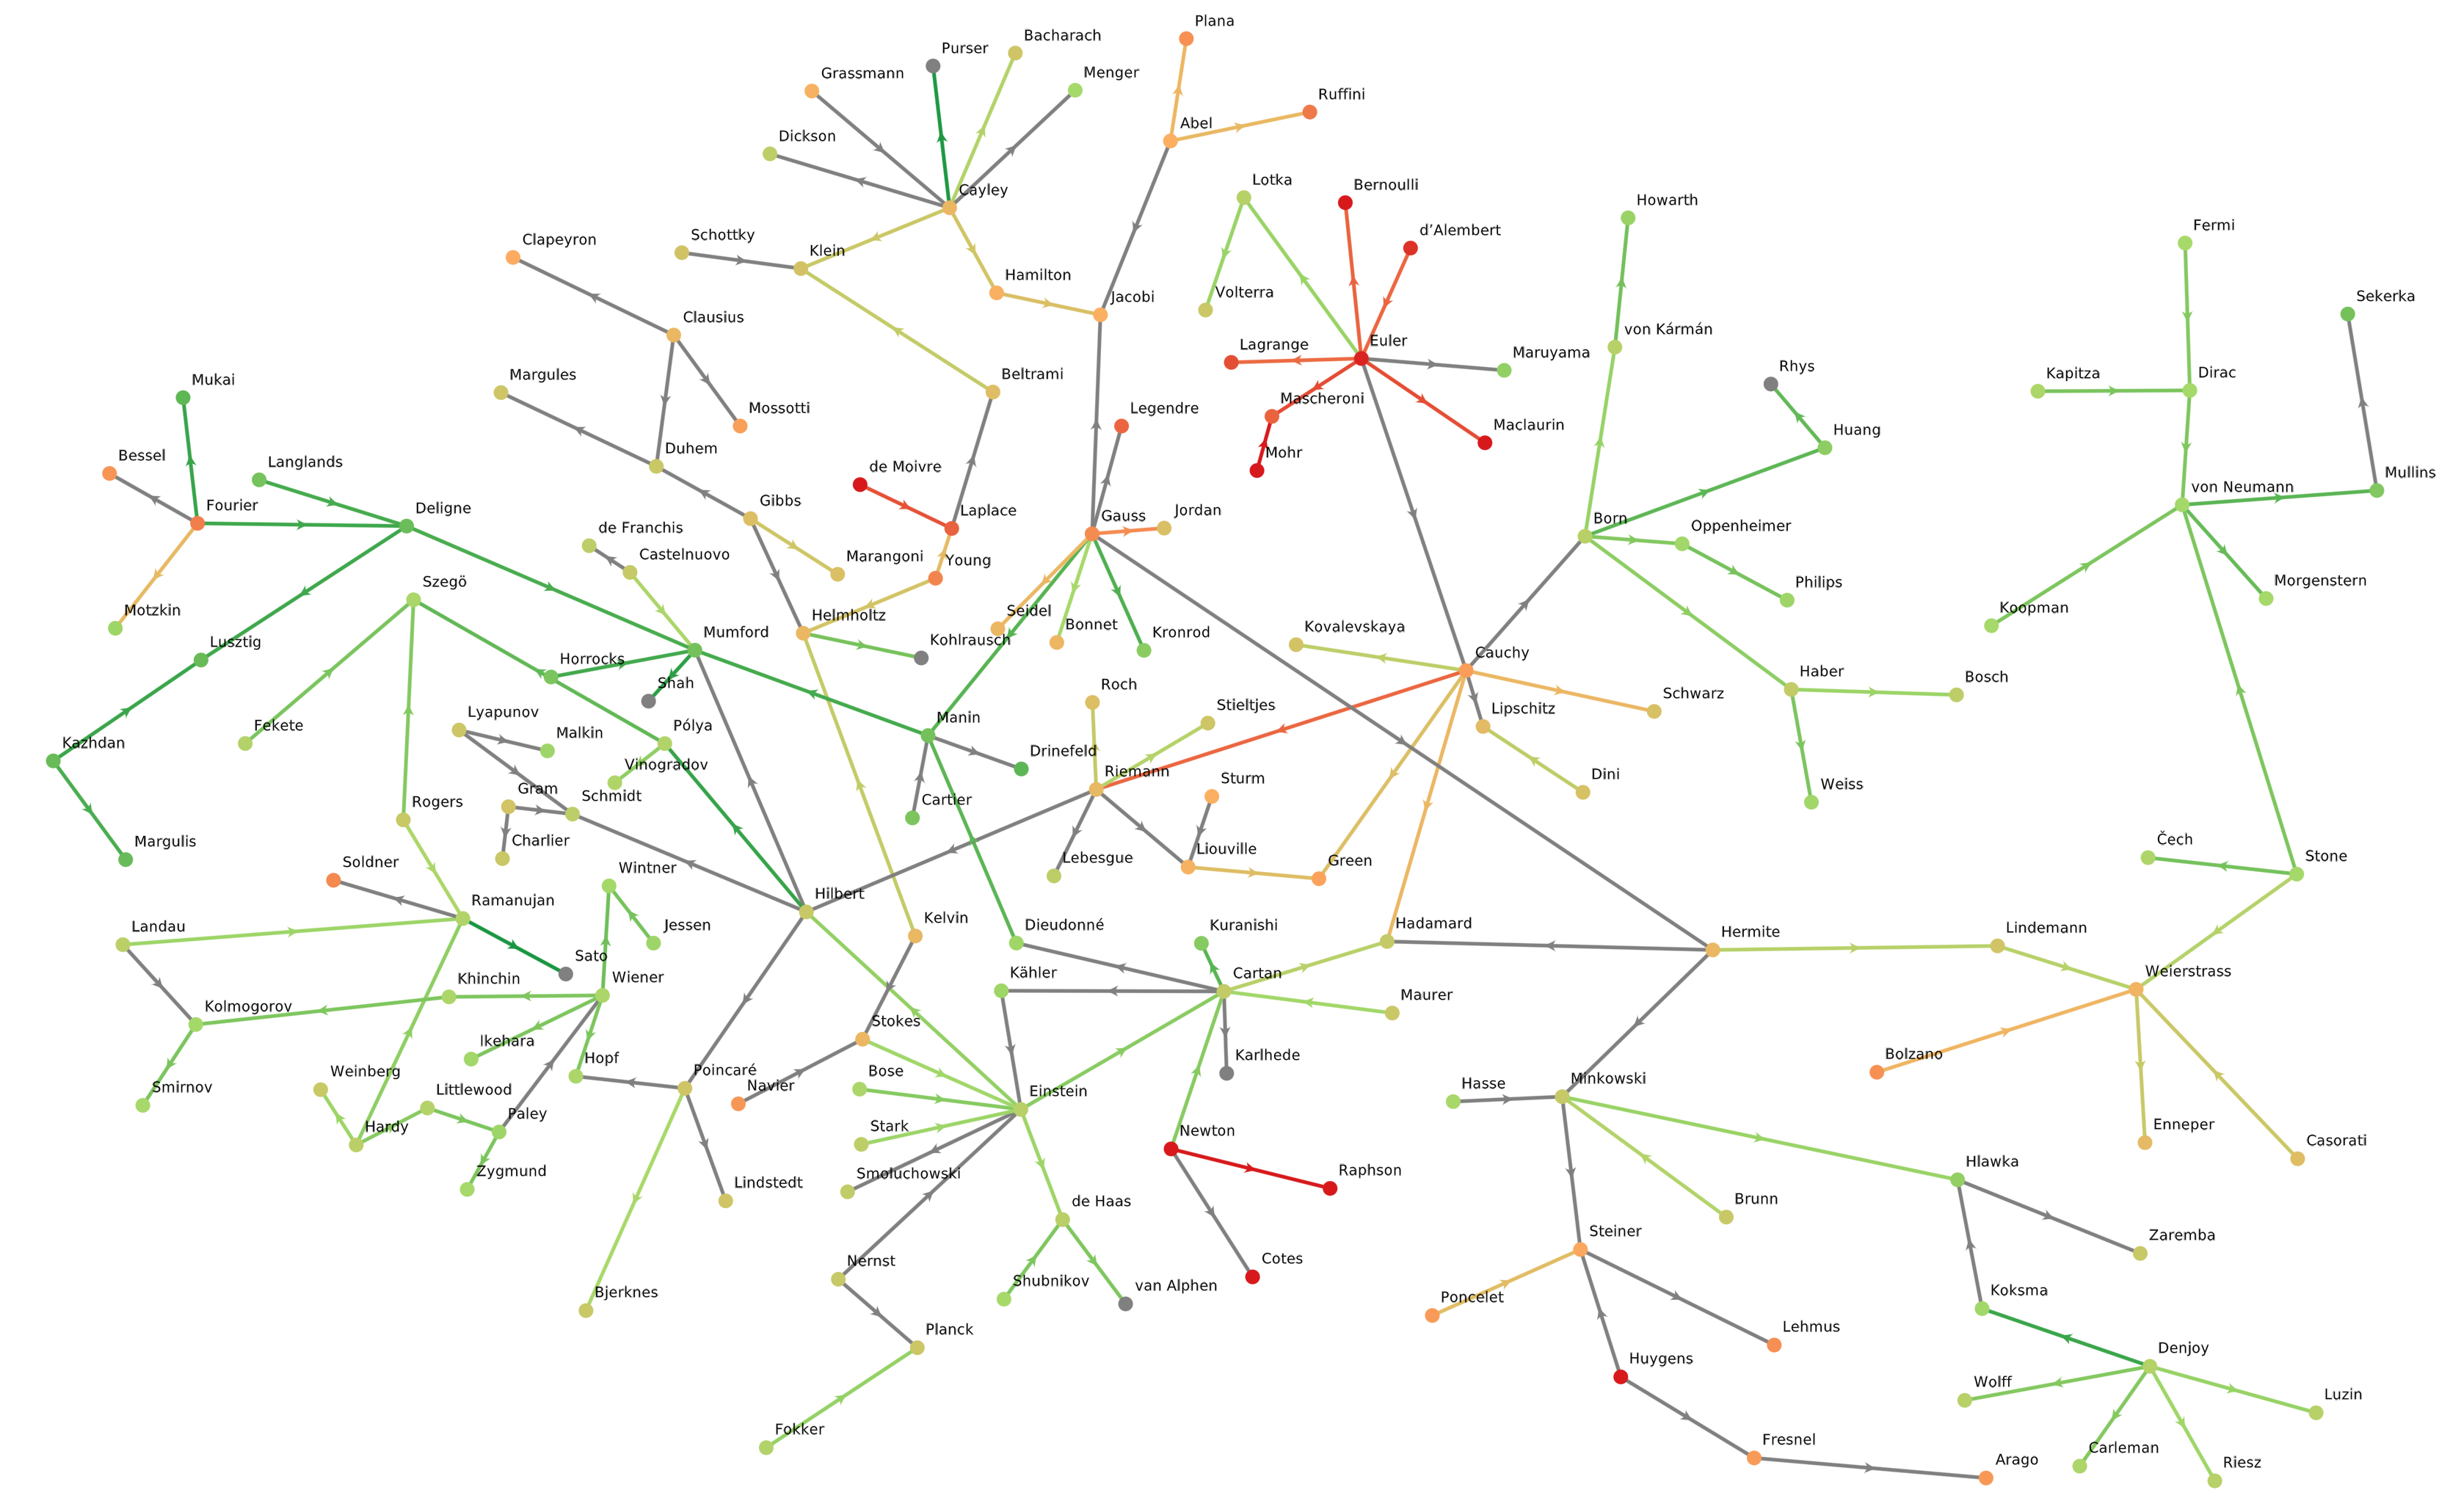 Plana
Bacharach
Purser
Grassmann
Menger
Ruffini
Abel
Dickson
Cayley
Lotka
Bernoulli
Howarth
Fermi
d’Alembert
Schottky
Clapeyron
Klein
Hamilton
Volterra
Jacobi
Sekerka
Clausius
von Kármán
Euler
Lagrange
Maruyama
Rhys
Kapitza
Dirac
Margules
Beltrami
Mukai
Mascheroni
Mossotti
Legendre
Maclaurin
Huang
Duhem
Mohr
Bessel
Langlands
de Moivre
Mullins
von Neumann
Fourier
Deligne
Gibbs
Laplace
Gauss
Jordan
Born
Oppenheimer
de Franchis
Castelnuovo
Marangoni
Young
Szegö
Philips
Morgenstern
Motzkin
Helmholtz
Seidel
Bonnet
Koopman
Mumford
Kohlrausch
Kronrod
Kovalevskaya
Cauchy
Lusztig
Horrocks
Haber
Bosch
Shah
Roch
Schwarz
Stieltjes
Lipschitz
Lyapunov
Malkin
Pólya
Manin
Fekete
Kazhdan
Vinogradov
Drinefeld
Riemann
Sturm
Dini
Weiss
Gram
Schmidt
Rogers
Cartier
Margulis
Charlier
Čech
Stone
Soldner
Wintner
Lebesgue
Liouville
Green
Hilbert
Ramanujan
Landau
Jessen
Kelvin
Dieudonné
Kuranishi
Hadamard
Hermite
Lindemann
Sato
Wiener
Khinchin
Kähler
Cartan
Weierstrass
Maurer
Kolmogorov
Stokes
Ikehara
Hopf
Karlhede
Bolzano
Smirnov
Weinberg
Littlewood
Poincaré
Navier
Bose
Einstein
Hasse
Minkowski
Paley
Hardy
Stark
Newton
Enneper
Casorati
Zygmund
Lindstedt
Smoluchowski
Raphson
Hlawka
de Haas
Brunn
Steiner
Zaremba
Nernst
Cotes
Bjerknes
Shubnikov
van Alphen
Poncelet
Koksma
Planck
Lehmus
Huygens
Denjoy
Wolff
Luzin
Fokker
Fresnel
Carleman
Arago
Riesz